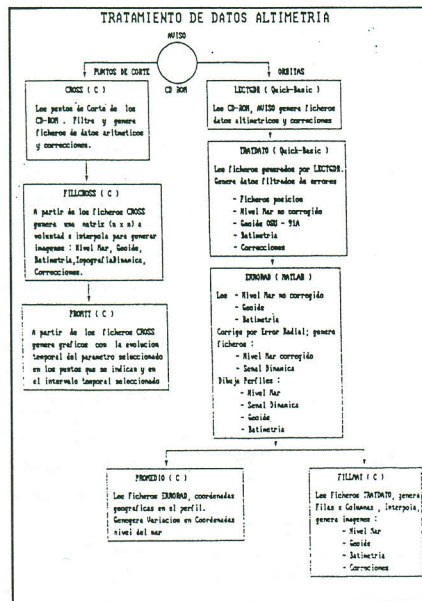 TRATAMIENTO DE DATOS ALTIMETRIA
AVISO
CD ROM
PUNTOS DE CORTE
ORBITAS
CROSS ( C )
Lee puntos de Corte de los
CD-ROM . Filtra y genera
ficheros de datos
y correcciones.
FILLCROSS ( C )
A partir de los ficheros CROSS
genera una matriz (n x m) a
voluntad e interpola para generar
imagenes : Nivel Mar, Geoide,
Batimetria,TopografiaDinamica,
Correcciones.
( C )
A partir de los ficheros CROSS
genera graficos con la evolucion
temporal del parametro seleccionado
en los puntos que se indican y en
el intervalo temporal seleccionado
( Quick-Basic )
Lee CD-ROM, AVISO genera ficheros
datos altimetricos y correcciones
TRATDATO ( Quick-Basic )
Lee ficheros generados por
Genera datos filtrados de errores
- Ficheros posicion
- Nivel Mar no corregido
- Geoide OSU - 91A
- Batimetria
- Correcciones
ERRORAD ( MATLAB )
Lee - Nivel Mar no corregido
- Geoide
- Batimetria
Corrige por Error Radial; genera
ficheros :
- Nivel Mar corregido
- Senal Dinamica
Dibuja Perfiles :
- Nivel Mar
- Senal Dinamica
- Geoide
- Batimetria
PROMEDIO ( C )
Lee Ficheros ERRORAD, coordenadas
geograficas en el perfil.
Variacion en Coordenadas
nivel del mar
( C )
Lee ficheros TRATDATO, genera
Filas x Columnas , interpola,
genera imagenes :
- Nivel Mar
- Geoide
- Batimetria
- Correciones